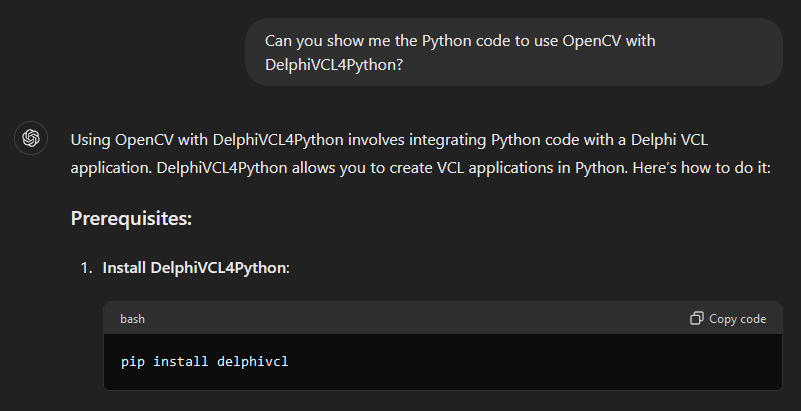 Can you show me the Python code to use OpenCV with
DelphiVCL4Python?
Using OpenCV with DelphiVCL4Python involves integrating Python code with a Delphi VCL
application. DelphiVCL4Python allows you to create VCL applications in Python. Here’s how to do it:
Prerequisites:
1. Install DelphiVCL4Python:
bash
Copy code
pip install delphivcl